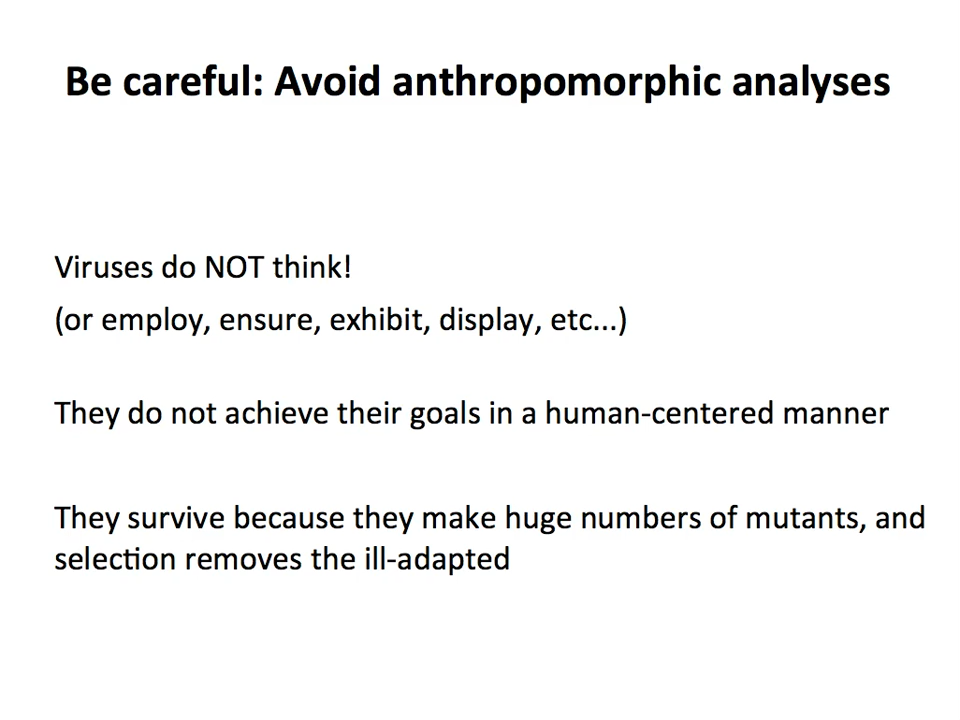 Be careful: Avoid anthropomorphic analyses
Viruses do NOT think!
(or employ, ensure, exhibit, display, etc...)
They do not achieve their goals in a human-centered manner
They survive because they make huge numbers of mutants, and
selection removes the ill-adapted